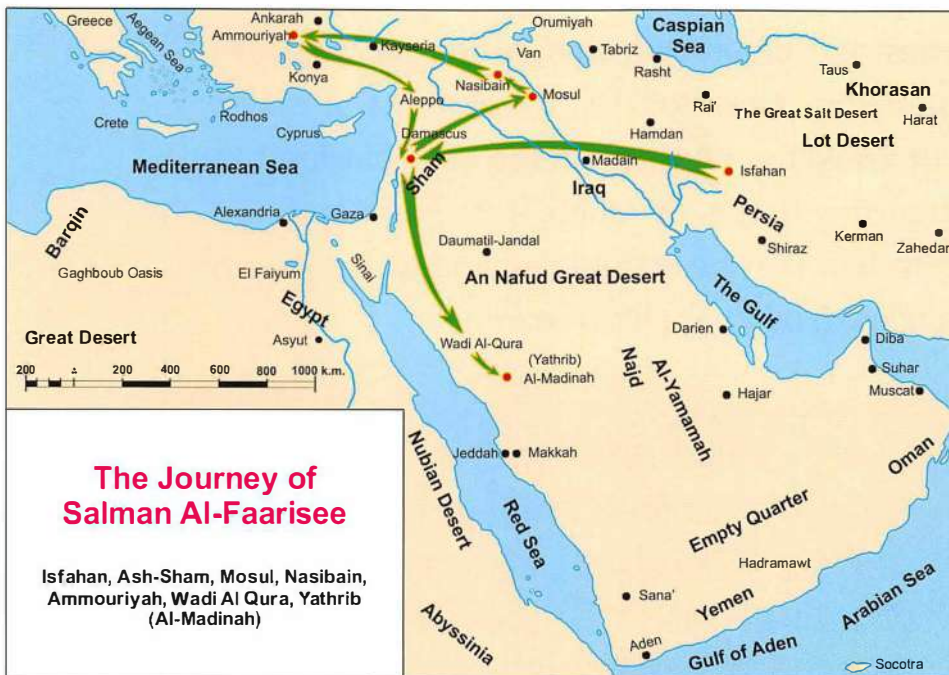 Greece
Aegean Sea
Ankarah
Ammouriyah
Kayseria
Konya
Orumiyah
Van
Tabriz
Caspian
Sea
Rasht
Taus
Khorasan
Nasibain
Mosul
Rai'
The Great Salt Desert
Harat
Lot Desert
Hamdan
Aleppo
Rodhos
Crete
Cyprus
Damascus
Sham
Mediterranean Sea
Madain
Iraq
Isfahan
Persia
Barqin
Alexandria
Gaza
Daumatil-Jandal
Shiraz
Kerman
Zahedan
Gaghboub Oasis
El Faiyum
Sinai
An Nafud Great Desert
The Gulf
Egypt
Great Desert
Asyut
Wadi Al-Qura
(Yathrib)
Al-Madinah
Najd
Al-Yamamah
Darien
Diba
Suhar
Muscat
Hajar
200
0
200
400
600
800
1000 k.m.
Nubian Desert
Jeddah
Makkah
Red Sea
Oman
Empty Quarter
Hadramawt
Sana'
Yemen
Arabian Sea
Abyssinia
Aden
Gulf of Aden
Socotra
The Journey of
Salman Al-Faarisee
Isfahan, Ash-Sham, Mosul, Nasibain,
Ammouriyah, Wadi Al Qura, Yathrib
(Al-Madinah)